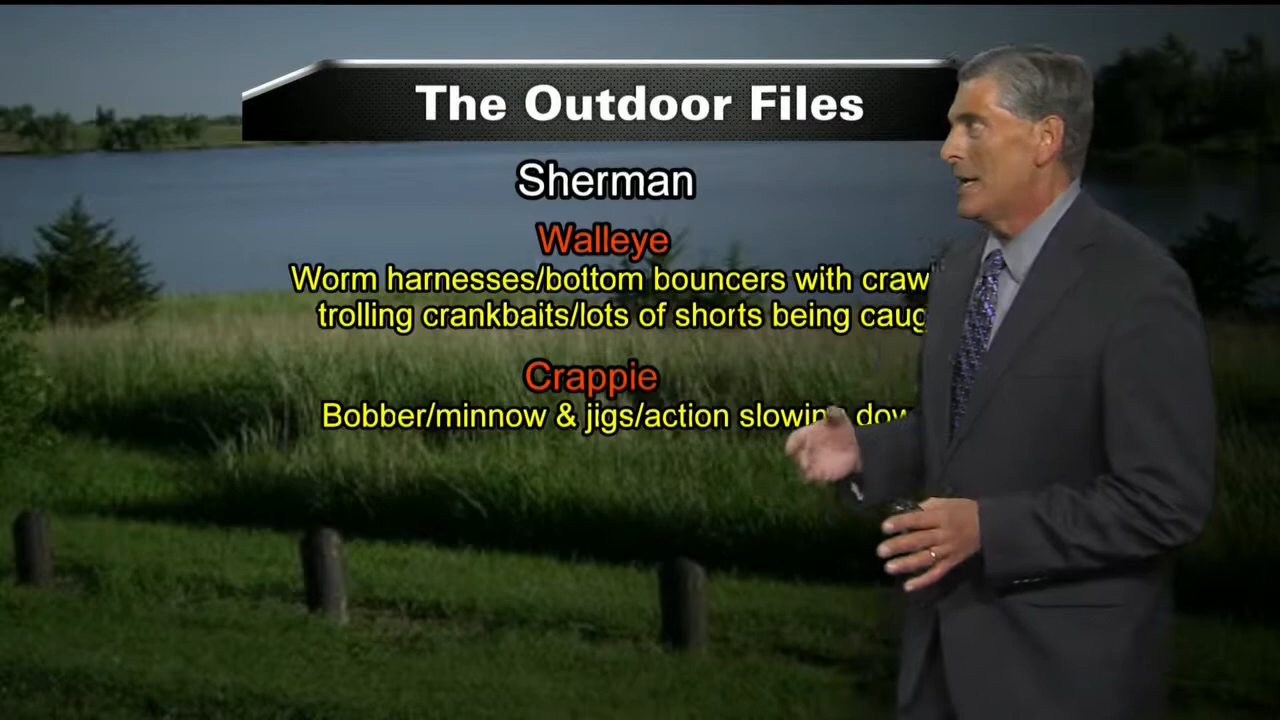 The Outdoor Files
Sherman
Walleye
Worm harnesses/bottom bouncers with
trolling crankbaits/lots of shorts being
Crappie
Bobber/minnow & jigs/action slowing